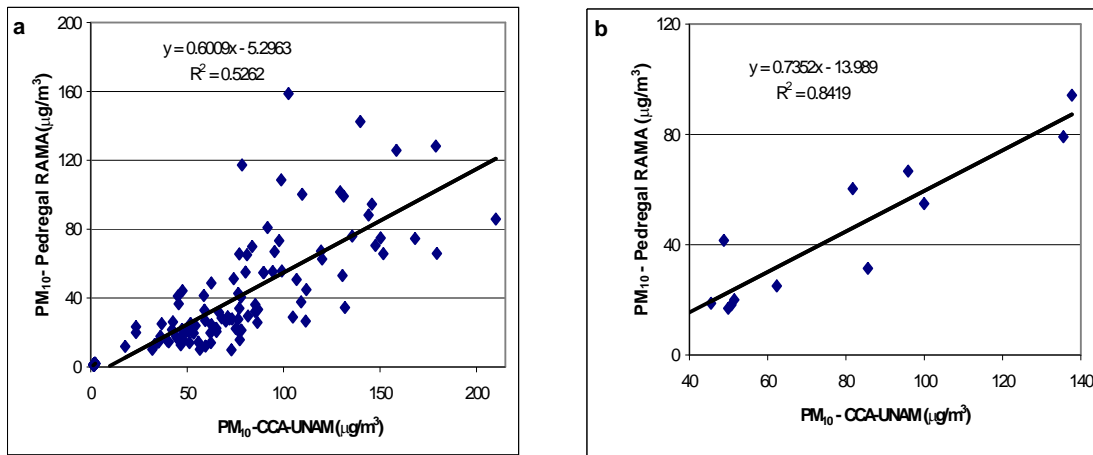 a
y = 0.6009x - 5.2963
R² = 0.5262
PM₁₀- Pedregal RAMA(µg/m³)
200
160
120
80
40
0
0 50 100 150 200
PM₁₀-CCA-UNAM (µg/m³)
b
y = 0.7352x - 13.989
R² = 0.8419
PM₁₀ - Pedregal RAMA (µg/m³)
120
80
40
0
40 60 80 100 120 140
PM₁₀ - CCA-UNAM (µg/m³)